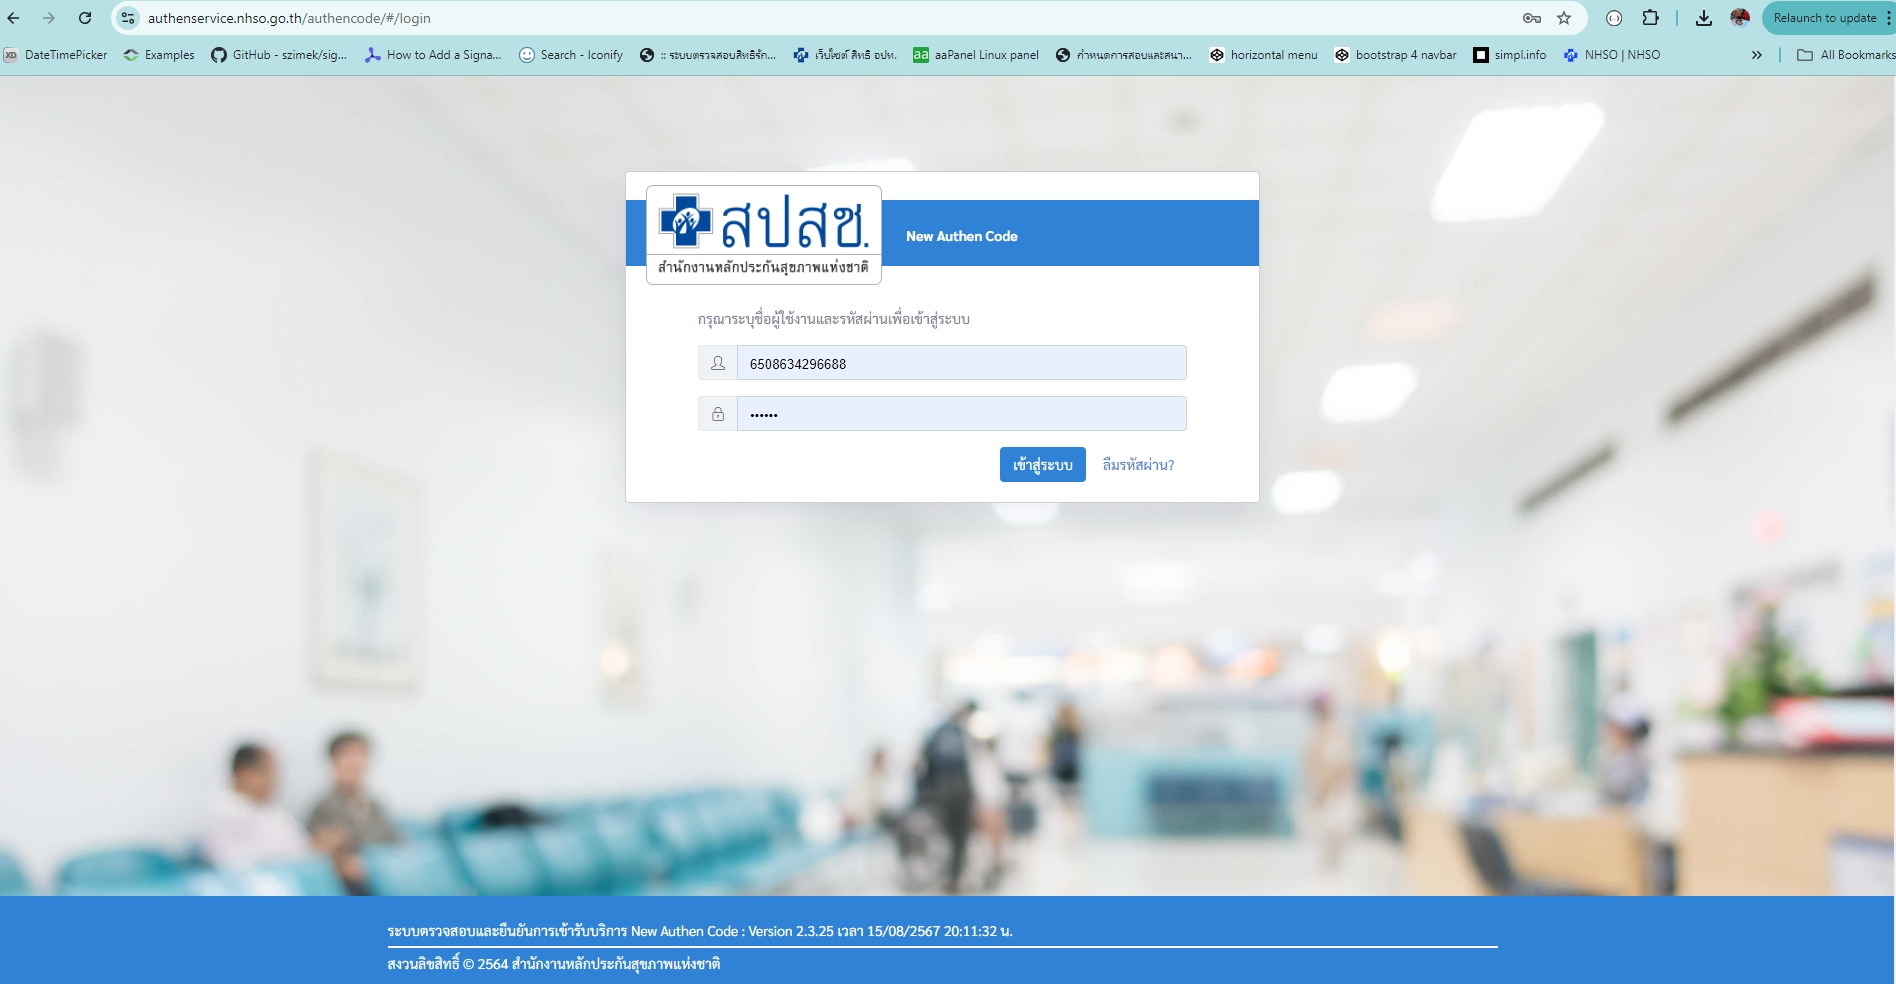 authenservice.nhso.go.th/authencode/#/login
Relaunch to update
DateTimePicker
Examples
GitHub - szimek/sig...
How to Add a Signa...
Search - Iconify
:: ระบบตรวจสอบสิทธิรัก...
เว็บไซต์ สิทธิ อปท.
aaPanel Linux panel
กำหนดการสอบและสนา...
horizontal menu
bootstrap 4 navbar
simpl.info
NHSO | NHSO
All Bookmarks
สปสช.
สำนักงานหลักประกันสุขภาพแห่งชาติ
New Authen Code
กรุณาระบุชื่อผู้ใช้งานและรหัสผ่านเพื่อเข้าสู่ระบบ
6508634296688
••••••
เข้าสู่ระบบ ลืมรหัสผ่าน?
ระบบตรวจสอบและยืนยันการเข้ารับบริการ New Authen Code : Version 2.3.25 เวลา 15/08/2567 20:11:32 น.
สงวนลิขสิทธิ์ © 2564 สำนักงานหลักประกันสุขภาพแห่งชาติ